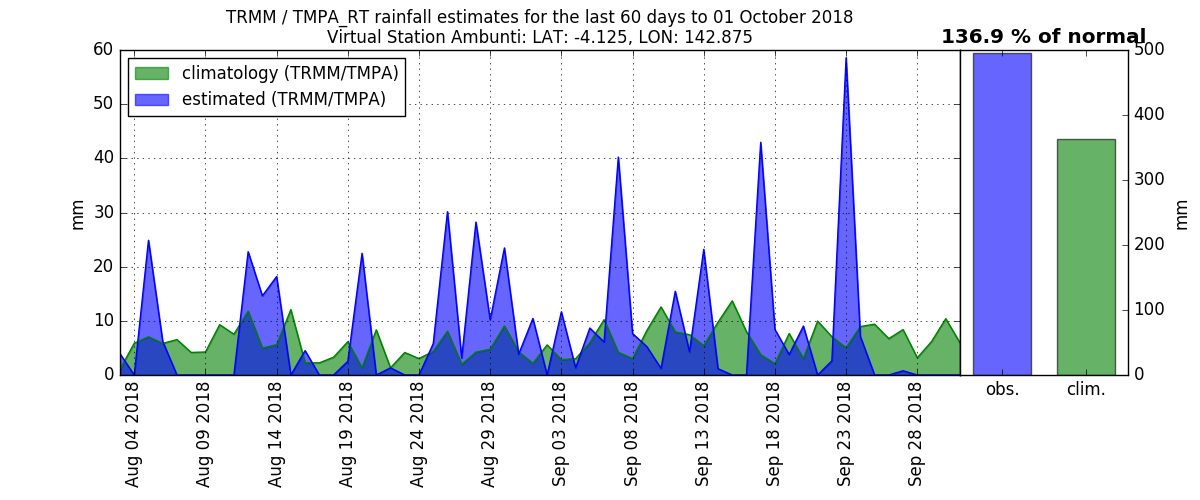 TRMM / TMPA_RT rainfall estimates for the last 60 days to 01 October 2018
Virtual Station Ambunti: LAT: -4.125, LON: 142.875
136.9 % of normal
climatology (TRMM/TMPA)
estimated (TRMM/TMPA)
60
50
40
30
20
10
0
mm
500
400
300
200
100
0
mm
obs.
clim.
Aug 04 2018
Aug 09 2018
Aug 14 2018
Aug 19 2018
Aug 24 2018
Aug 29 2018
Sep 03 2018
Sep 08 2018
Sep 13 2018
Sep 18 2018
Sep 23 2018
Sep 28 2018